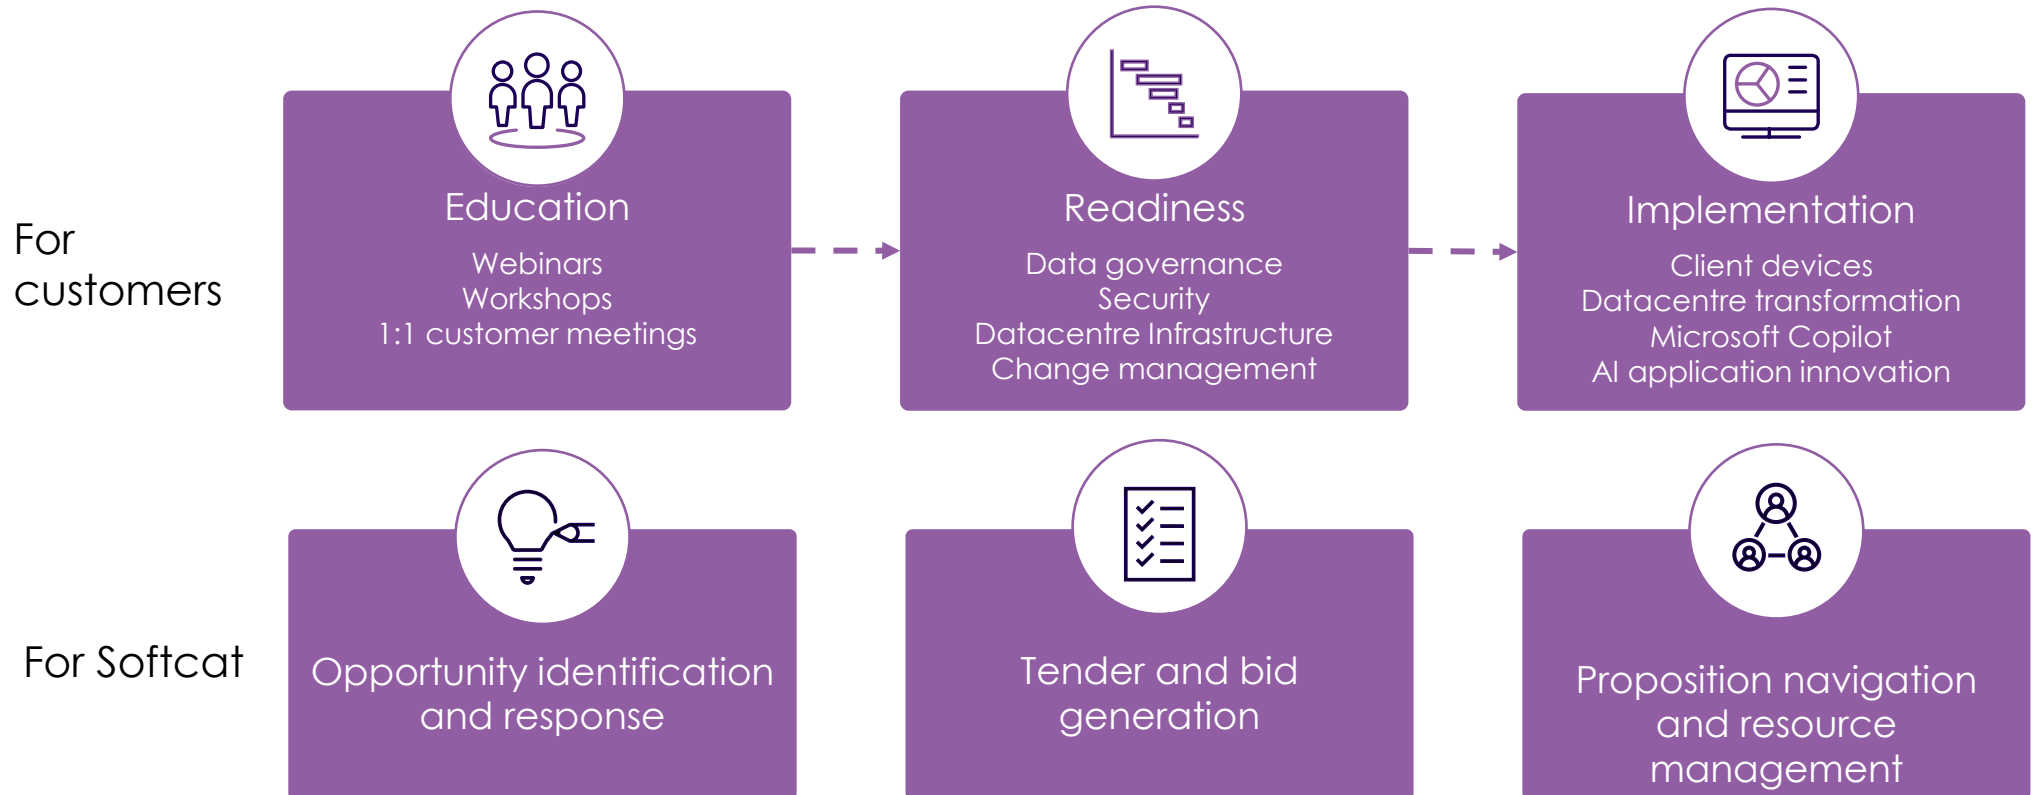 For
customers
Education
Webinars
Workshops
1:1 customer meetings
Readiness
Data governance
Security
Datacentre Infrastructure
Change management
Implementation
Client devices
Datacentre transformation
Microsoft Copilot
AI application innovation
For Softcat
Opportunity identification
and response
Tender and bid
generation
Proposition navigation
and resource
management